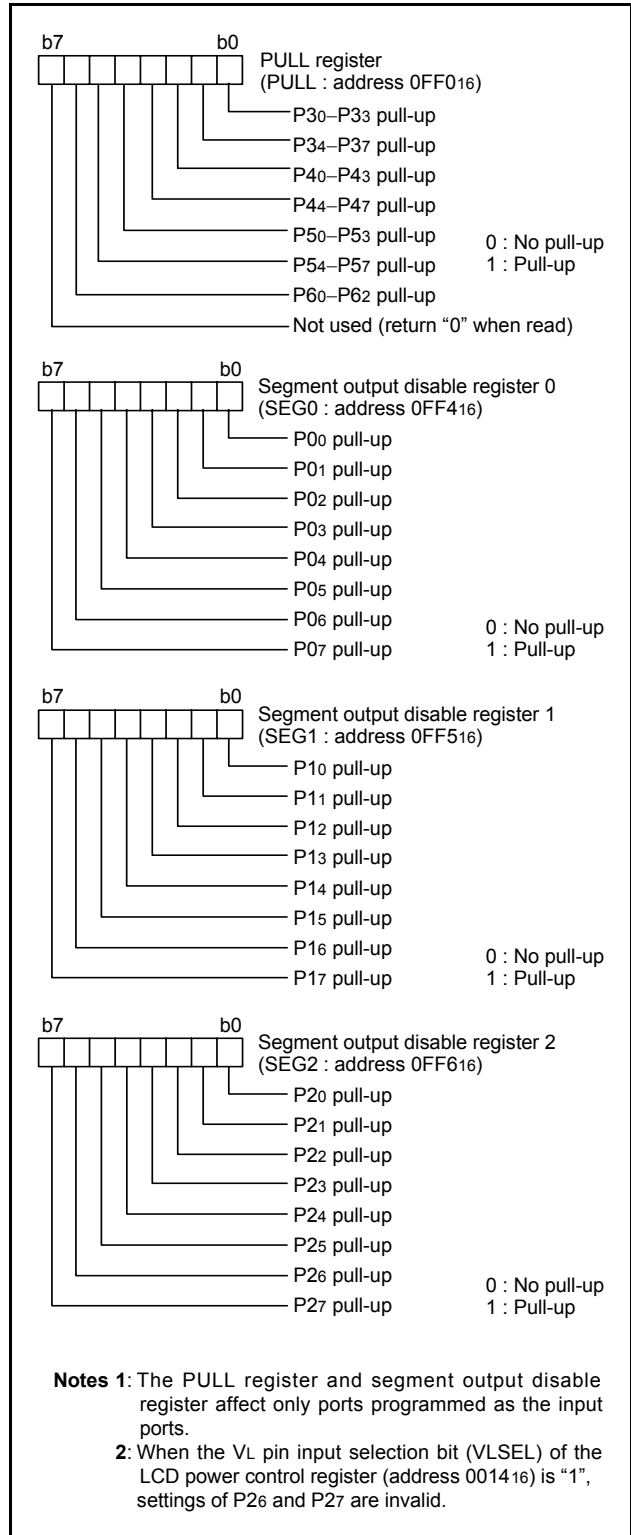 b7 b0
PULL register
(PULL : address 0FF016)
P30–P33 pull-up
P34–P37 pull-up
P40–P43 pull-up
P44–P47 pull-up
P50–P53 pull-up
0 : No pull-up
P54–P57 pull-up
1 : Pull-up
P60–P62 pull-up
Not used (return “0” when read)
b7 b0
Segment output disable register 0
(SEG0 : address 0FF416)
P00 pull-up
P01 pull-up
P02 pull-up
P03 pull-up
P04 pull-up
P05 pull-up
P06 pull-up
0 : No pull-up
P07 pull-up
1 : Pull-up
b7 b0
Segment output disable register 1
(SEG1 : address 0FF516)
P10 pull-up
P11 pull-up
P12 pull-up
P13 pull-up
P14 pull-up
P15 pull-up
P16 pull-up
0 : No pull-up
P17 pull-up
1 : Pull-up
b7 b0
Segment output disable register 2
(SEG2 : address 0FF616)
P20 pull-up
P21 pull-up
P22 pull-up
P23 pull-up
P24 pull-up
P25 pull-up
P26 pull-up
0 : No pull-up
P27 pull-up
1 : Pull-up
Notes 1: The PULL register and segment output disable
register affect only ports programmed as the input
ports.
2: When the VL pin input selection bit (VLSEL) of the
LCD power control register (address 001416) is “1”,
settings of P26 and P27 are invalid.